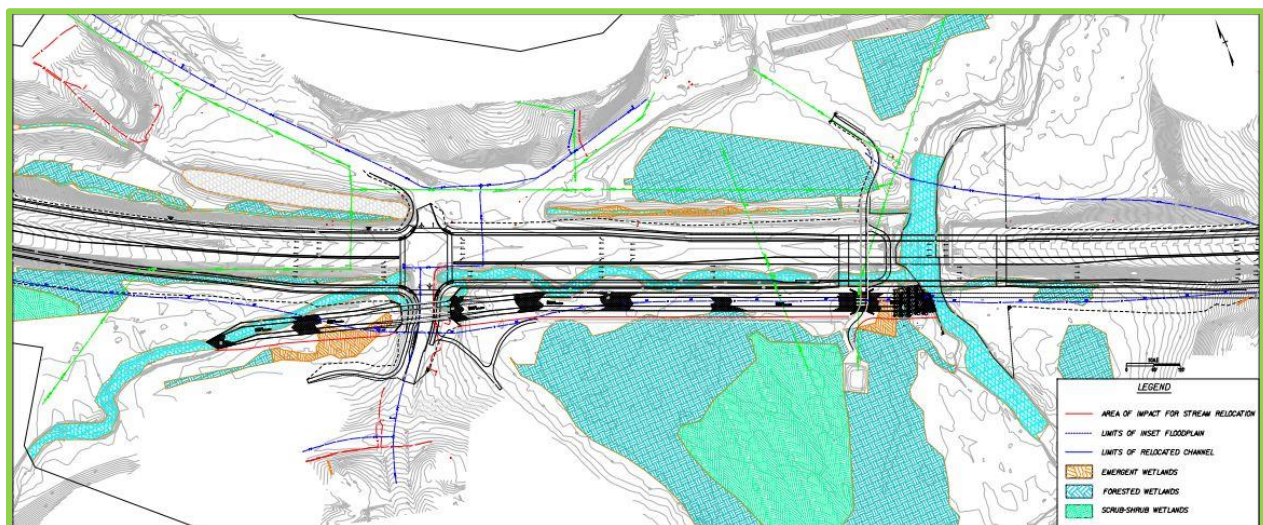 SCALE
LEGEND
AREA OF IMPACT FOR STREAM RELOCATION
LIMITS OF INSET FLOODPLAIN
LIMITS OF RELOCATED CHANNEL
EMERGENT WETLANDS
FORESTED WETLANDS
SCRUB-SHRUB WETLANDS